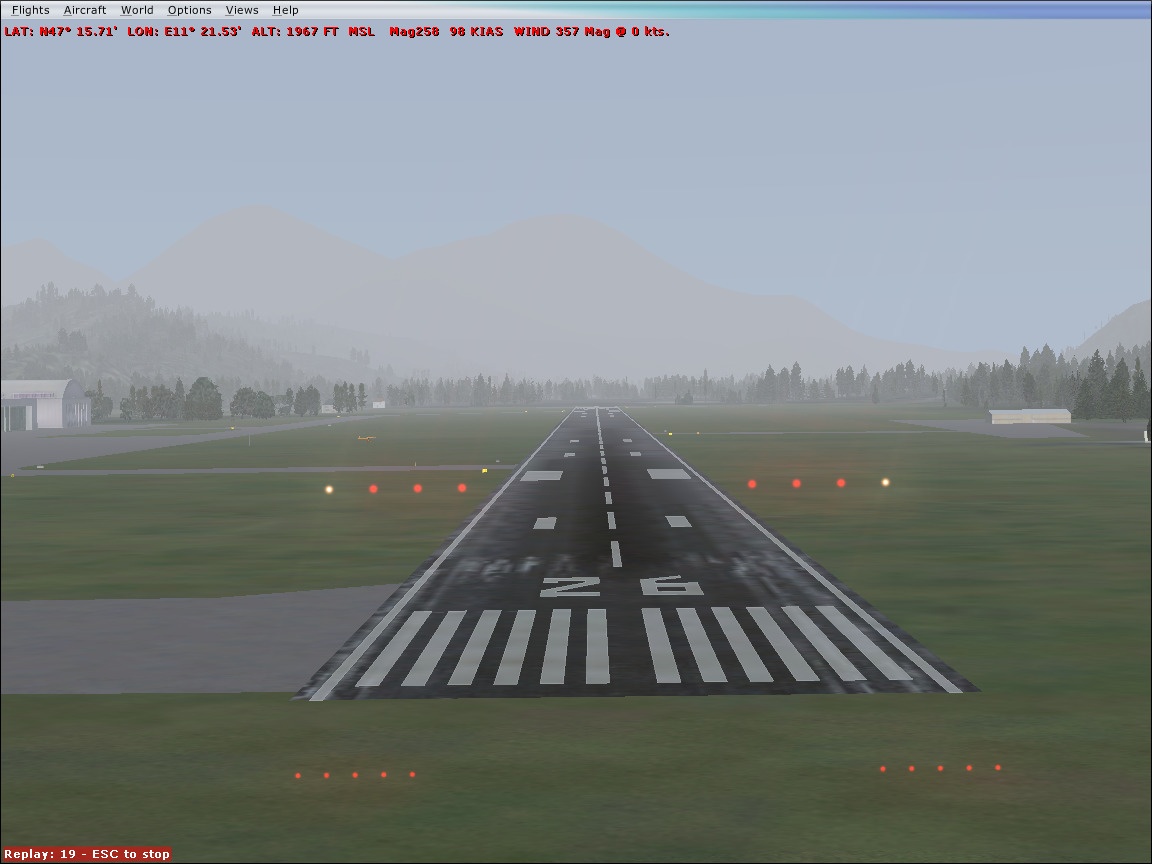 Flights Aircraft World Options Views Help
LAT: N47° 15.71' LON: E11° 21.53' ALT: 1967 FT MSL Mag258 98 KIAS WIND 357 Mag @ 0 kts.
26
Replay: 19 - ESC to stop